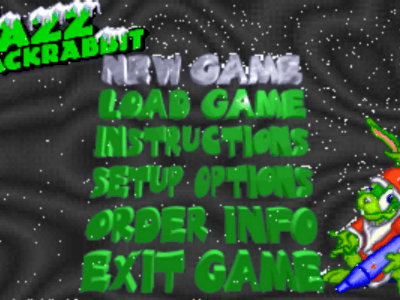 AZZ
ACKRABBIT
NEW GAME
LOAD GAME
INSTRUCTIONS
SETUP OPTIONS
ORDER INFO
EXIT GAME